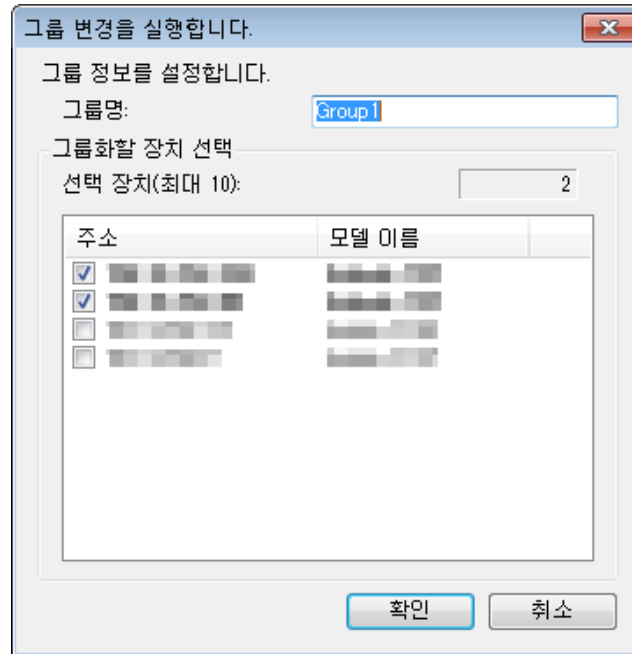 그룹 변경을 실행합니다.
그룹 정보를 설정합니다.
그룹명: Group1
그룹화할 장치 선택
선택 장치(최대 10): 2
주소 모델 이름
확인 취소